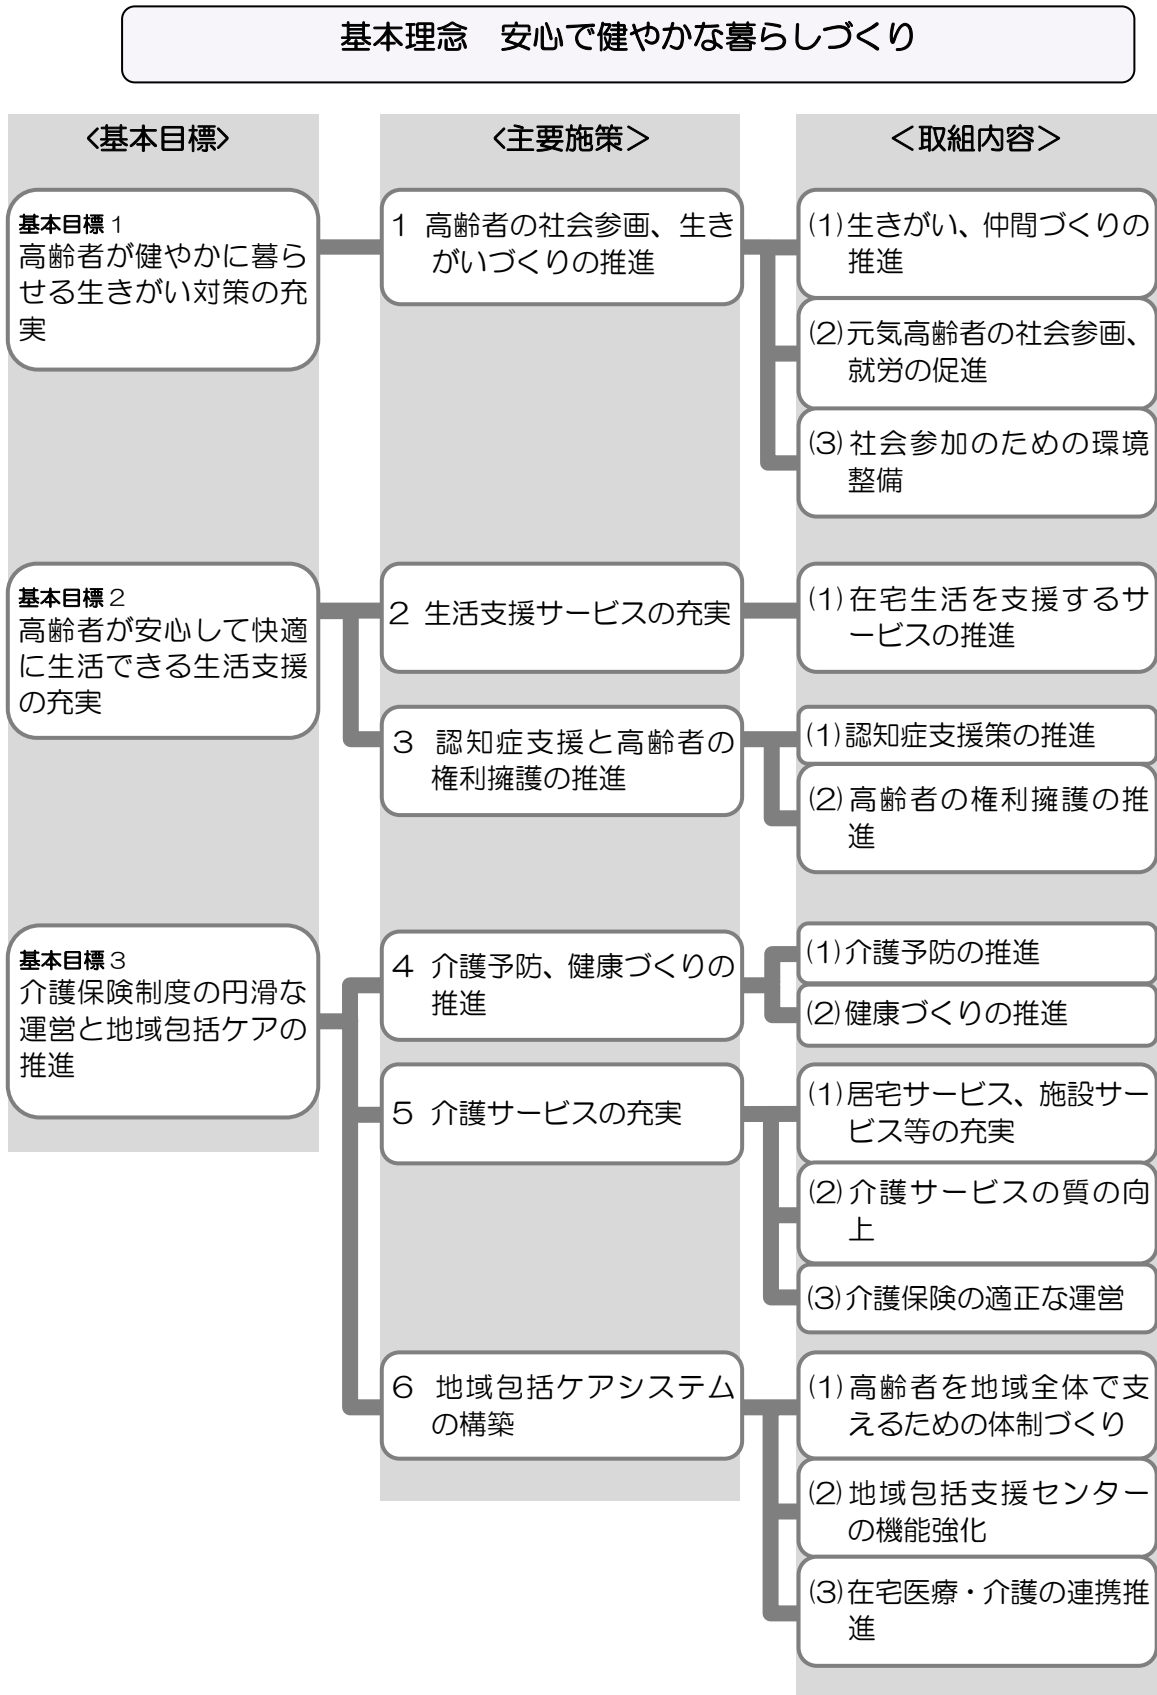 基本理念　安心で健やかな暮らしづくり
<基本目標>
<主要施策>
<取組内容>
基本目標 1
高齢者が健やかに暮ら
せる生きがい対策の充
実
1 高齢者の社会参画、生き
がいづくりの推進
(1)生きがい、仲間づくりの
推進
(2)元気高齢者の社会参画、
就労の促進
(3)社会参加のための環境
整備
基本目標 2
高齢者が安心して快適
に生活できる生活支援
の充実
2 生活支援サービスの充実
(1)在宅生活を支援するサ
ービスの推進
3 認知症支援と高齢者の
権利擁護の推進
(1)認知症支援策の推進
(2)高齢者の権利擁護の推
進
基本目標 3
介護保険制度の円滑な
運営と地域包括ケアの
推進
4 介護予防、健康づくりの
推進
(1)介護予防の推進
(2)健康づくりの推進
5 介護サービスの充実
(1)居宅サービス、施設サー
ビス等の充実
(2)介護サービスの質の向
上
(3)介護保険の適正な運営
6 地域包括ケアシステム
の構築
(1)高齢者を地域全体で支
えるための体制づくり
(2)地域包括支援センター
の機能強化
(3)在宅医療・介護の連携推
進